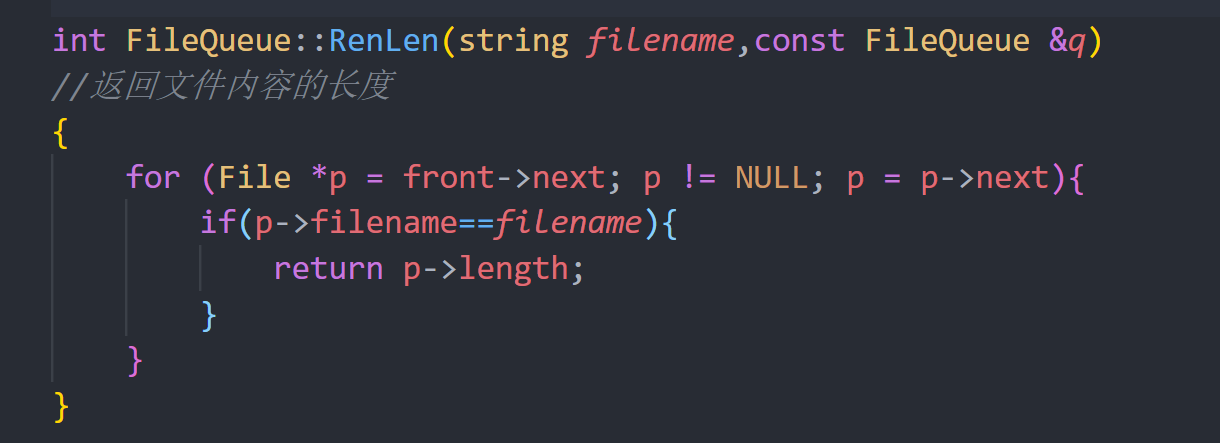 int FileQueue::RenLen(string filename,const FileQueue &q)
//返回文件内容的长度
{
    for (File *p = front->next; p != NULL; p = p->next){
        if(p->filename==filename){
            return p->length;
        }
    }
}